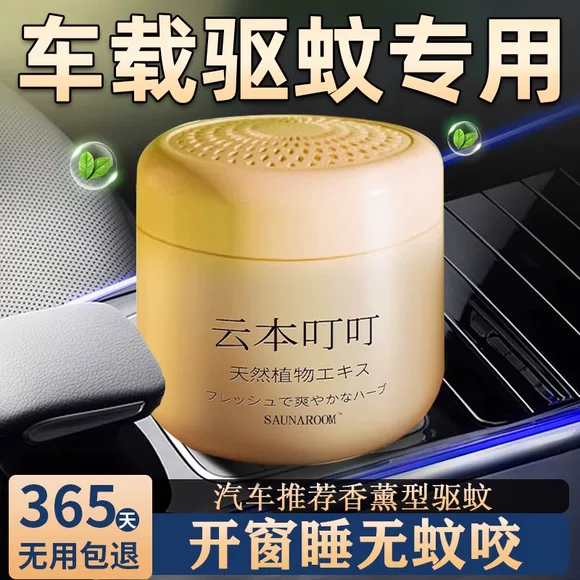 车载驱蚊专用
云本叮叮
天然植物エキス
フレッシュで爽やかなハーブ
SAUNAROOM™
365天
无用包退
汽车推荐香薰型驱蚊
开窗睡无蚊咬